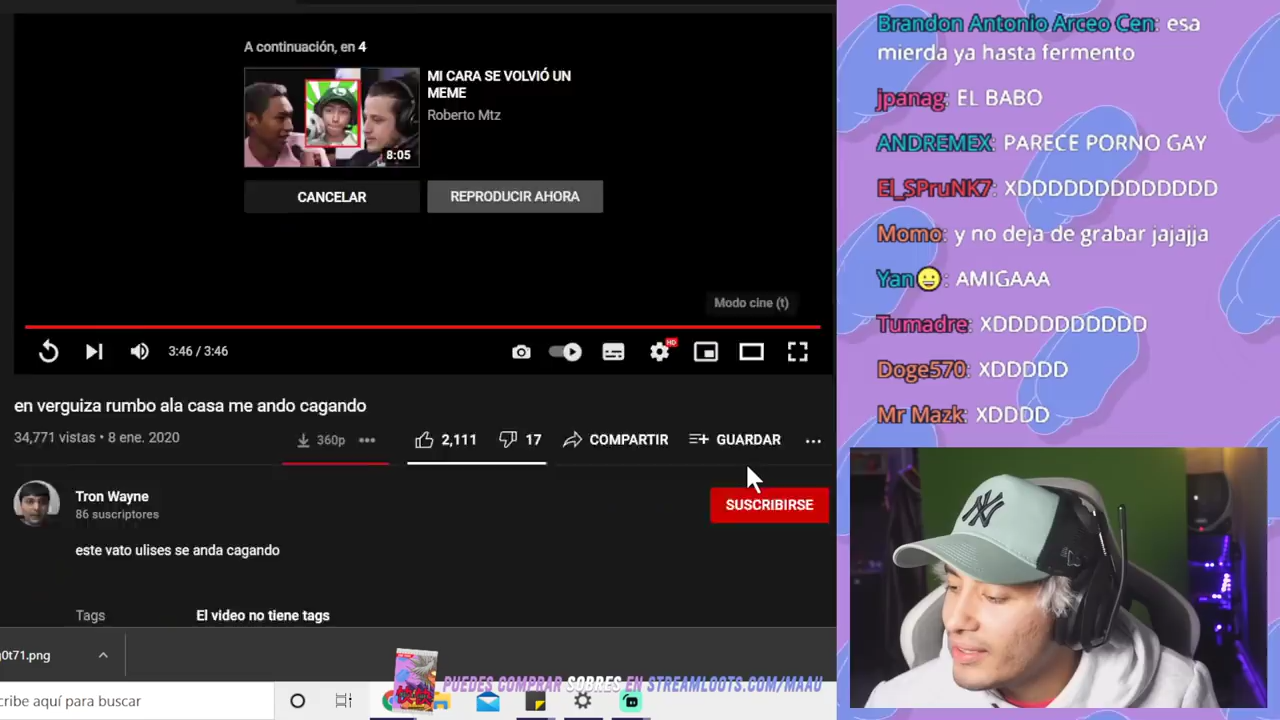 A continuación, en 4
MI CARA SE VOLVIÓ UN
MEME
Roberto Mtz
8:05
CANCELAR
REPRODUCIR AHORA
Modo cine (t)
3:46 / 3:46
HD
en verguiza rumbo ala casa me ando cagando
34,771 vistas • 8 ene. 2020
360p
2,111
17
COMPARTIR
GUARDAR
Tron Wayne
86 suscriptores
SUSCRIBIRSE
este vato ulises se anda cagando
Tags
El video no tiene tags
g0t71.png
cribe aquí para buscar
PUEDES COMPRAR SOBRES EN STREAMLOOTS.COM/MAAU
Brandon Antonio Arceo Cen: esa
mierda ya hasta fermento
jpanag: EL BABO
ANDREMEX: PARECE PORNO GAY
El_SPruNK7: XDDDDDDDDDDDDD
Momo: y no deja de grabar jajajja
Yan😀: AMIGAAA
Tumadre: XDDDDDDDDDD
Doge570: XDDDDD
Mr Mazk: XDDDD
NY